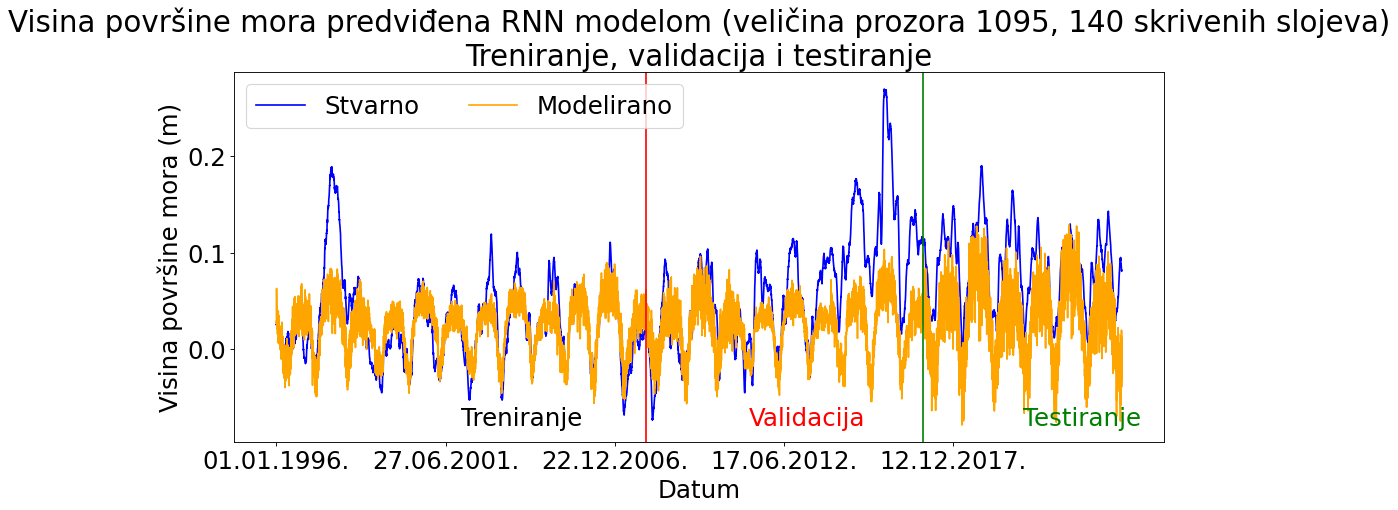 Visina površine mora predviđena RNN modelom (veličina prozora 1095, 140 skrivenih slojeva)
Treniranje, validacija i testiranje
Stvarno
Modelirano
Visina površine mora (m)
0.2
0.1
0.0
Treniranje
Validacija
Testiranje
01.01.1996.
27.06.2001.
22.12.2006.
17.06.2012.
12.12.2017.
Datum